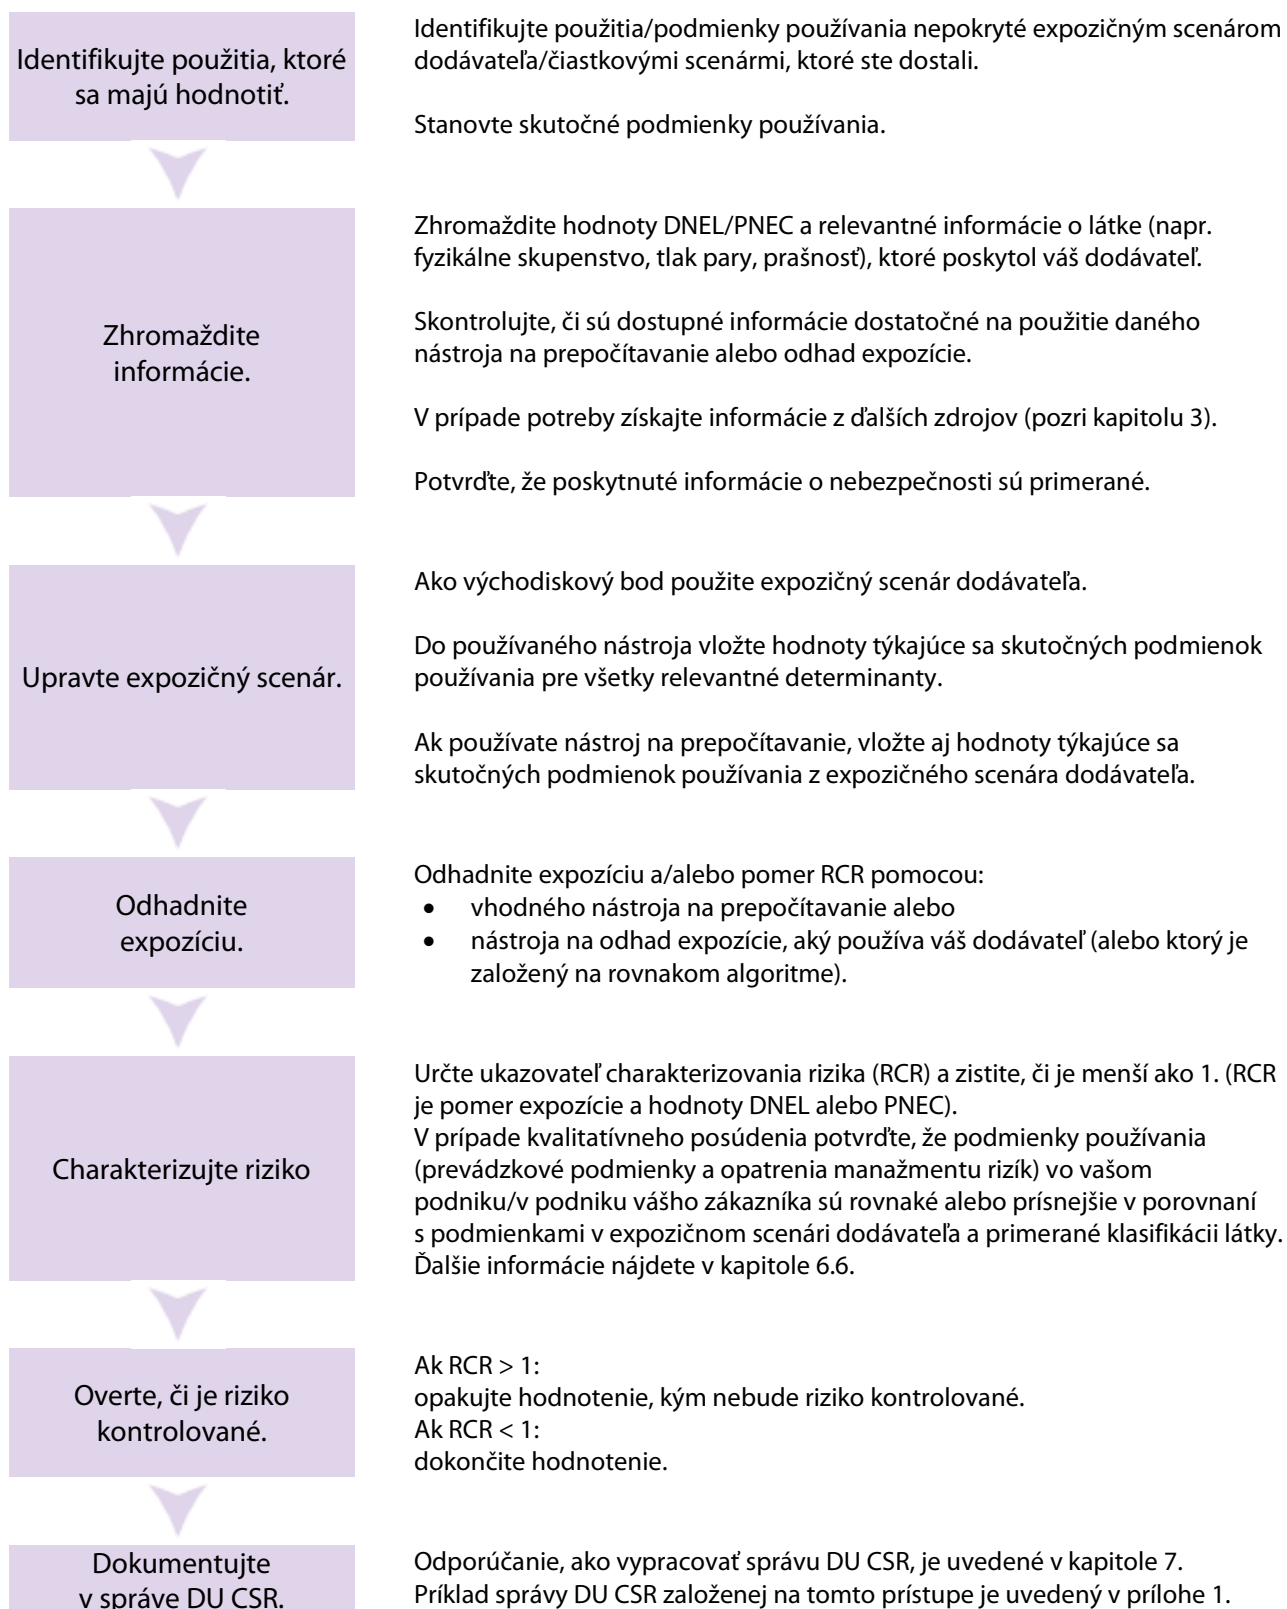 Identifikujte použitia, ktoré
sa majú hodnotiť.
Identifikujte použitia/podmienky používania nepokryté expozičným scenárom
dodávateľa/čiastkovými scenármi, ktoré ste dostali.
Stanovte skutočné podmienky používania.
Zhromaždite
informácie.
Zhromaždite hodnoty DNEL/PNEC a relevantné informácie o látke (napr.
fyzikálne skupenstvo, tlak pary, prašnosť), ktoré poskytol váš dodávateľ.
Skontrolujte, či sú dostupné informácie dostatočné na použitie daného
nástroja na prepočítavanie alebo odhad expozície.
V prípade potreby získajte informácie z ďalších zdrojov (pozri kapitolu 3).
Potvrďte, že poskytnuté informácie o nebezpečnosti sú primerané.
Upravte expozičný scenár.
Ako východiskový bod použite expozičný scenár dodávateľa.
Do používaného nástroja vložte hodnoty týkajúce sa skutočných podmienok
používania pre všetky relevantné determinanty.
Ak používate nástroj na prepočítavanie, vložte aj hodnoty týkajúce sa
skutočných podmienok používania z expozičného scenára dodávateľa.
Odhadnite
expozíciu.
Odhadnite expozíciu a/alebo pomer RCR pomocou:
• vhodného nástroja na prepočítavanie alebo
• nástroja na odhad expozície, aký používa váš dodávateľ (alebo ktorý je
založený na rovnakom algoritme).
Charakterizujte riziko
Určte ukazovateľ charakterizovania rizika (RCR) a zistite, či je menší ako 1. (RCR
je pomer expozície a hodnoty DNEL alebo PNEC).
V prípade kvalitatívneho posúdenia potvrďte, že podmienky používania
(prevádzkové podmienky a opatrenia manažmentu rizík) vo vašom
podniku/v podniku vášho zákazníka sú rovnaké alebo prísnejšie v porovnaní
s podmienkami v expozičnom scenári dodávateľa a primerané klasifikácii látky.
Ďalšie informácie nájdete v kapitole 6.6.
Overte, či je riziko
kontrolované.
Ak RCR > 1:
opakujte hodnotenie, kým nebude riziko kontrolované.
Ak RCR < 1:
dokončite hodnotenie.
Dokumentujte
v správe DU CSR.
Odporúčanie, ako vypracovať správu DU CSR, je uvedené v kapitole 7.
Príklad správy DU CSR založenej na tomto prístupe je uvedený v prílohe 1.